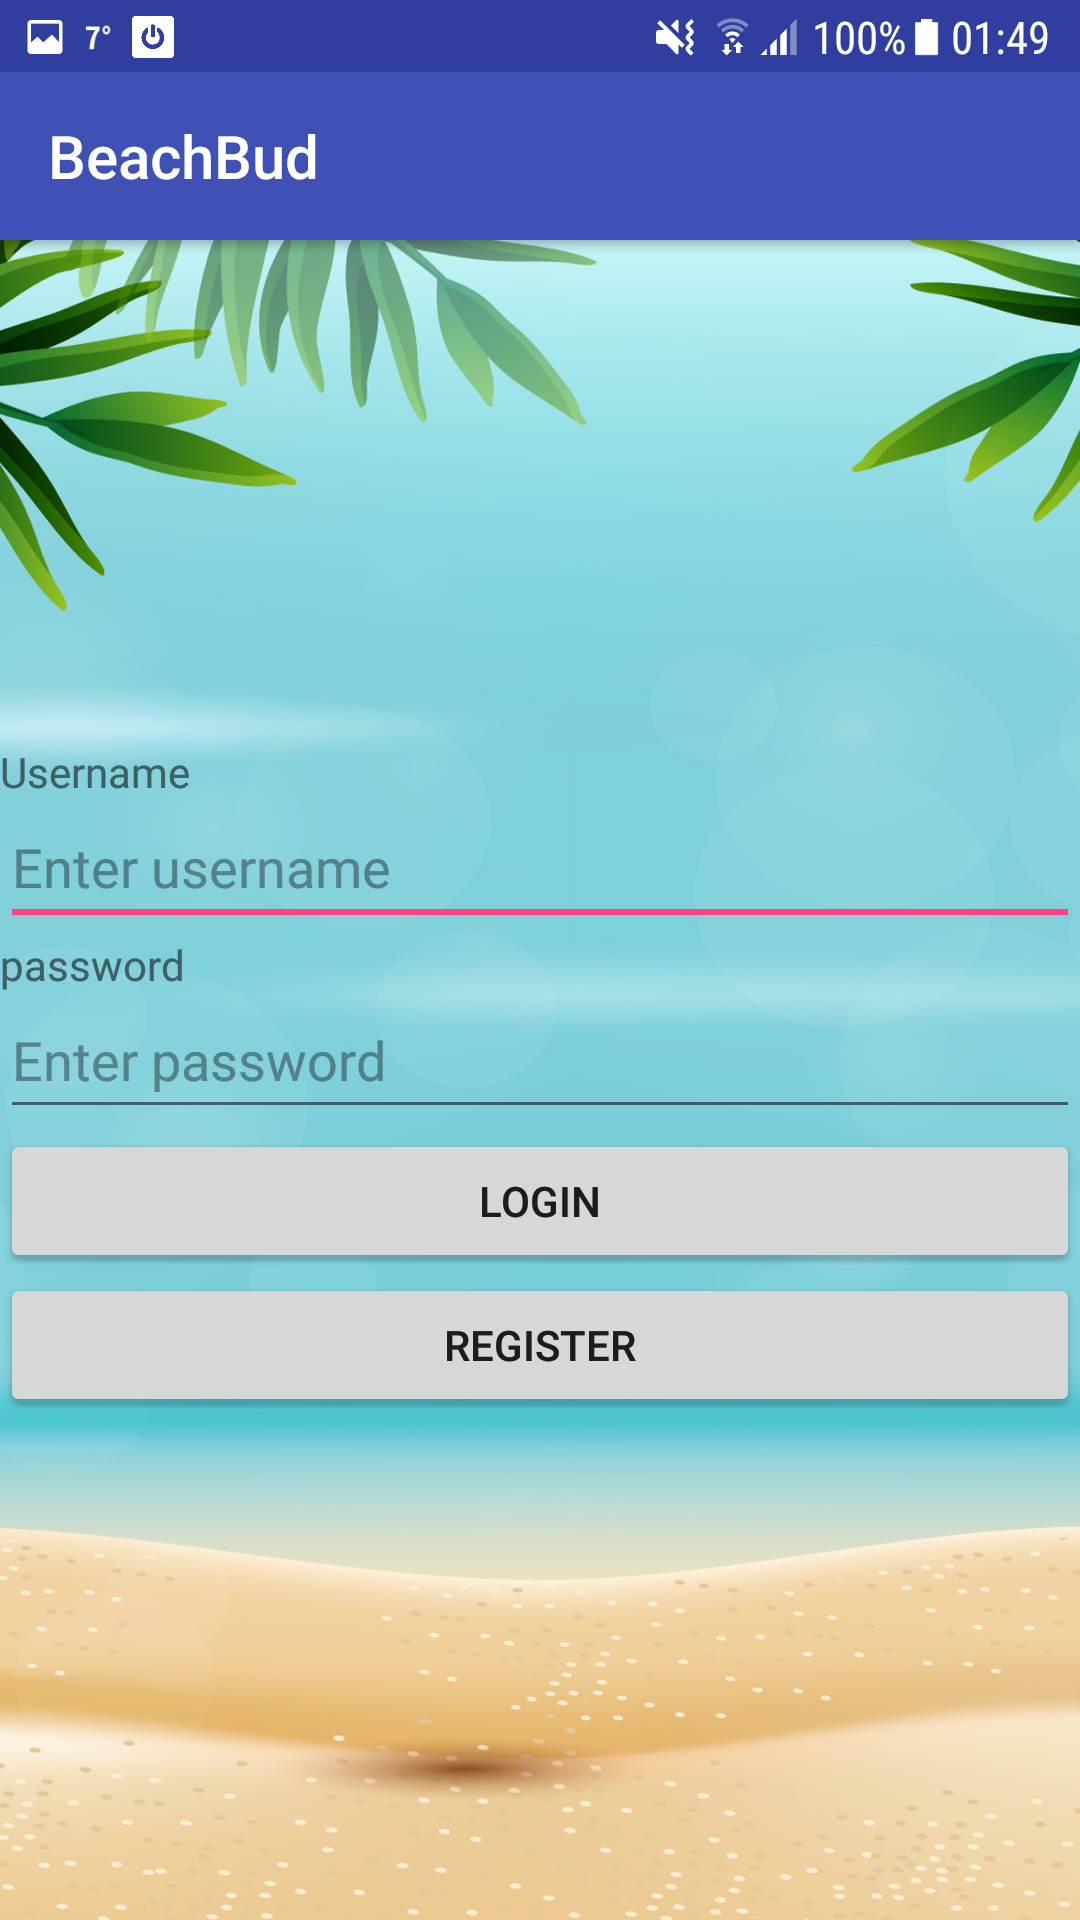 7° 100% 01:49
BeachBud
Username
Enter username
password
Enter password
LOGIN
REGISTER